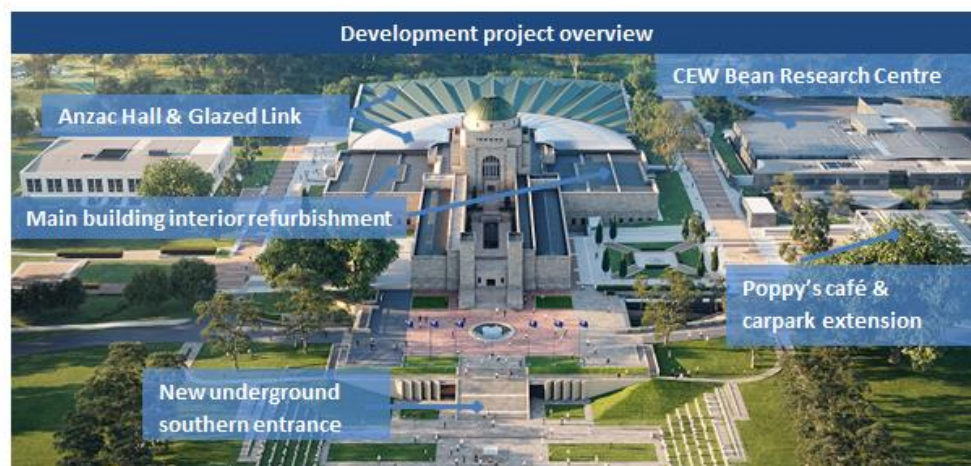 Development project overview
CEW Bean Research Centre
Anzac Hall & Glazed Link
Main building interior refurbishment
Poppy's café &
carpark extension
New underground
southern entrance